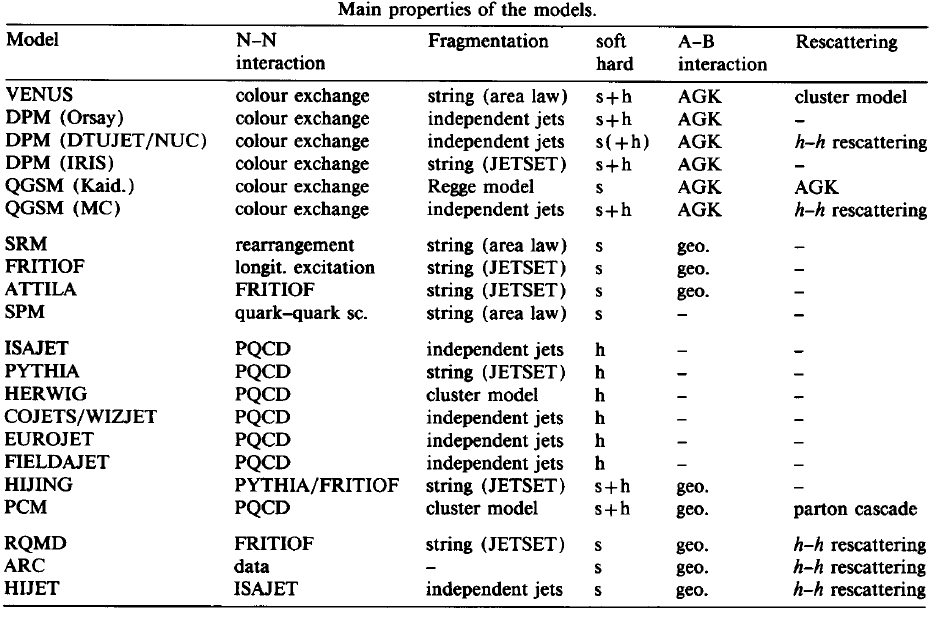 Main properties of the models.
Model N–N Fragmentation soft A–B Rescattering
interaction hard interaction
VENUS colour exchange string (area law) s+h AGK cluster model
DPM (Orsay) colour exchange independent jets s+h AGK –
DPM (DTUJET/NUC) colour exchange independent jets s(+h) AGK h–h rescattering
DPM (IRIS) colour exchange string (JETSET) s+h AGK –
QGSM (Kaid.) colour exchange Regge model s AGK AGK
QGSM (MC) colour exchange independent jets s+h AGK h–h rescattering
SRM rearrangement string (area law) s geo. –
FRITIOF longit. excitation string (JETSET) s geo. –
ATTILA FRITIOF string (JETSET) s geo. –
SPM quark–quark sc. string (area law) s – –
ISAJET PQCD independent jets h – –
PYTHIA PQCD string (JETSET) h – –
HERWIG PQCD cluster model h – –
COJETS/WIZJET PQCD independent jets h – –
EUROJET PQCD independent jets h – –
FIELDAJET PQCD independent jets h – –
HIJING PYTHIA/FRITIOF string (JETSET) s+h geo. –
PCM PQCD cluster model s+h geo. parton cascade
RQMD FRITIOF string (JETSET) s geo. h–h rescattering
ARC data – s geo. h–h rescattering
HIJET ISAJET independent jets s geo. h–h rescattering